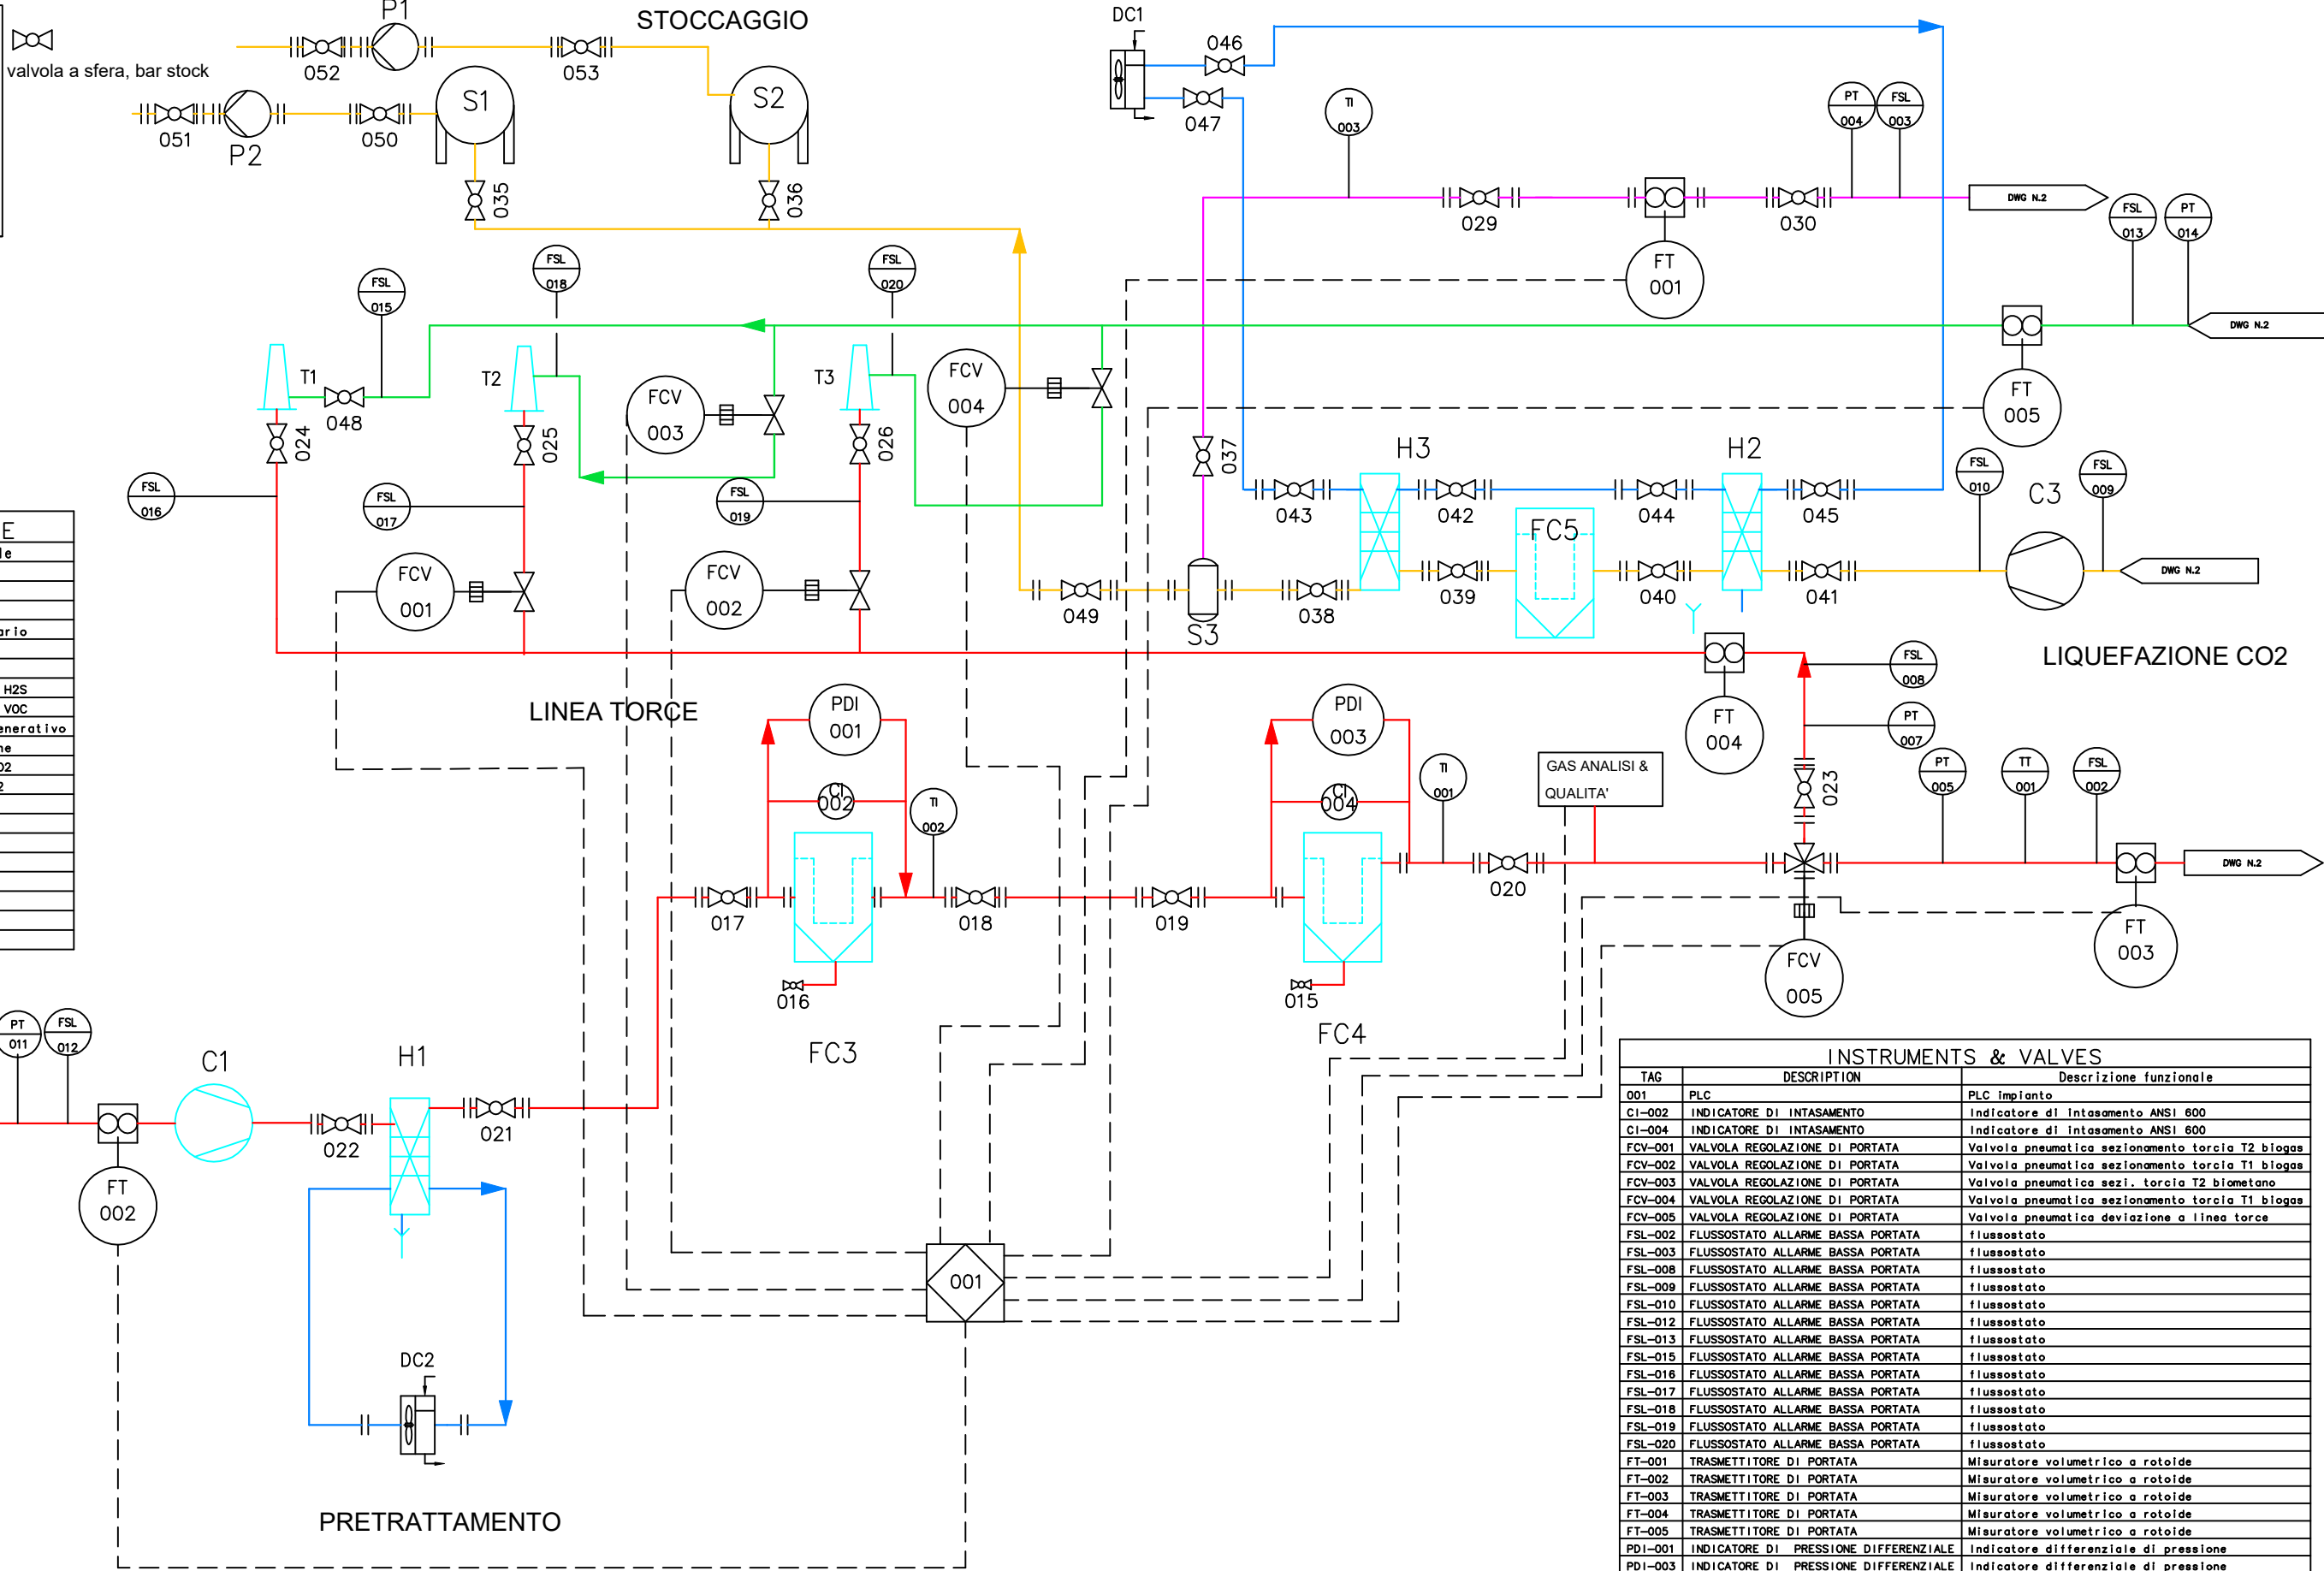 P1
STOCCAGGIO
valvola a sfera, bar stock
052
053
S1
S2
051
P2
050
035
036
DC1
046
047
TI
003
PT
004
FSL
003
029
030
DWG N.2
FT
001
FSL
013
PT
014
DWG N.2
FT
005
FSL
015
FSL
018
FSL
020
T1
048
T2
T3
FCV
003
FCV
004
024
025
026
FSL
016
FSL
017
FSL
019
FCV
001
FCV
002
037
H3
H2
043
042
044
045
FC5
FSL
010
FSL
009
C3
049
S3
038
039
040
041
DWG N.2
LIQUEFAZIONE CO2
E
le
ario
H2S
VOC
enerativo
ne
O2
2
LINEA TORCE
PDI
001
CI
002
TI
002
PDI
003
CI
004
TI
001
GAS ANALISI &
QUALITA'
FT
004
FSL
008
PT
007
023
PT
005
TT
001
FSL
002
DWG N.2
FT
003
017
018
019
020
016
015
FC3
FC4
FCV
005
PT
011
FSL
012
C1
H1
022
021
FT
002
DC2
001
PRETRATTAMENTO
INSTRUMENTS & VALVES
TAG DESCRIPTION Descrizione funzionale
001 PLC PLC impianto
CI-002 INDICATORE DI INTASAMENTO Indicatore di intasamento ANSI 600
CI-004 INDICATORE DI INTASAMENTO Indicatore di intasamento ANSI 600
FCV-001 VALVOLA REGOLAZIONE DI PORTATA Valvola pneumatica sezionamento torcia T2 biogas
FCV-002 VALVOLA REGOLAZIONE DI PORTATA Valvola pneumatica sezionamento torcia T1 biogas
FCV-003 VALVOLA REGOLAZIONE DI PORTATA Valvola pneumatica sezi. torcia T2 biometano
FCV-004 VALVOLA REGOLAZIONE DI PORTATA Valvola pneumatica sezionamento torcia T1 biogas
FCV-005 VALVOLA REGOLAZIONE DI PORTATA Valvola pneumatica deviazione a linea torce
FSL-002 FLUSSOSTATO ALLARME BASSA PORTATA flussostato
FSL-003 FLUSSOSTATO ALLARME BASSA PORTATA flussostato
FSL-008 FLUSSOSTATO ALLARME BASSA PORTATA flussostato
FSL-009 FLUSSOSTATO ALLARME BASSA PORTATA flussostato
FSL-010 FLUSSOSTATO ALLARME BASSA PORTATA flussostato
FSL-012 FLUSSOSTATO ALLARME BASSA PORTATA flussostato
FSL-013 FLUSSOSTATO ALLARME BASSA PORTATA flussostato
FSL-015 FLUSSOSTATO ALLARME BASSA PORTATA flussostato
FSL-016 FLUSSOSTATO ALLARME BASSA PORTATA flussostato
FSL-017 FLUSSOSTATO ALLARME BASSA PORTATA flussostato
FSL-018 FLUSSOSTATO ALLARME BASSA PORTATA flussostato
FSL-019 FLUSSOSTATO ALLARME BASSA PORTATA flussostato
FSL-020 FLUSSOSTATO ALLARME BASSA PORTATA flussostato
FT-001 TRASMETTITORE DI PORTATA Misuratore volumetrico a rotoide
FT-002 TRASMETTITORE DI PORTATA Misuratore volumetrico a rotoide
FT-003 TRASMETTITORE DI PORTATA Misuratore volumetrico a rotoide
FT-004 TRASMETTITORE DI PORTATA Misuratore volumetrico a rotoide
FT-005 TRASMETTITORE DI PORTATA Misuratore volumetrico a rotoide
PDI-001 INDICATORE DI PRESSIONE DIFFERENZIALE Indicatore differenziale di pressione
PDI-003 INDICATORE DI PRESSIONE DIFFERENZIALE Indicatore differenziale di pressione